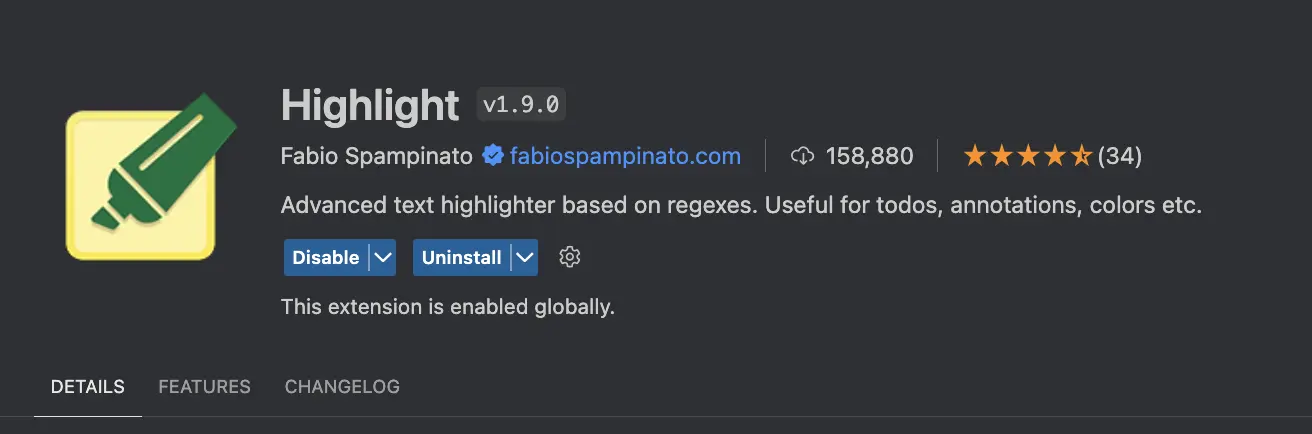 Highlight v1.9.0
Fabio Spampinato fabiospampinato.com 158,880 (34)
Advanced text highlighter based on regexes. Useful for todos, annotations, colors etc.
Disable Uninstall
This extension is enabled globally.
DETAILS FEATURES CHANGELOG